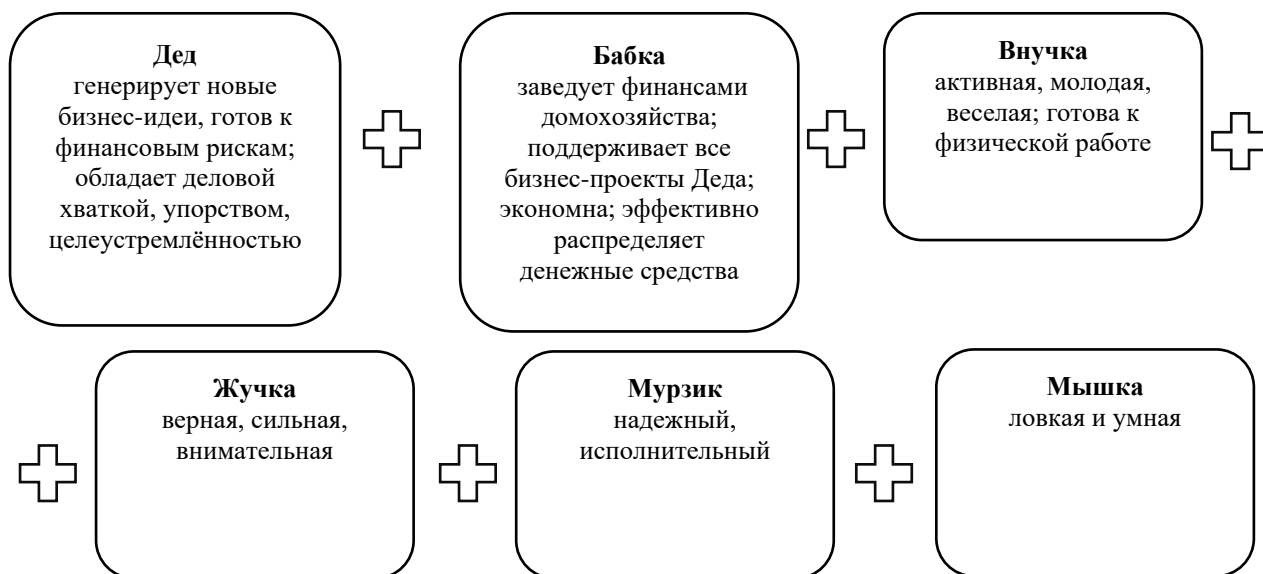 Дед
генерирует новые
бизнес-идеи, готов к
финансовым рискам;
обладает деловой
хваткой, упорством,
целеустремлённостью
Бабка
заведует финансами
домохозяйства;
поддерживает все
бизнес-проекты Деда;
экономна; эффективно
распределяет
денежные средства
Внучка
активная, молодая,
веселая; готова к
физической работе
Жучка
верная, сильная,
внимательная
Мурзик
надежный,
исполнительный
Мышка
ловкая и умная